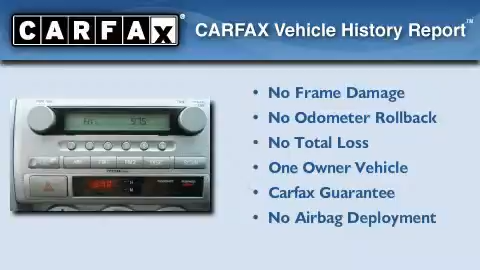 CARFAX® CARFAX Vehicle History Report™
• No Frame Damage
• No Odometer Rollback
• No Total Loss
• One Owner Vehicle
• Carfax Guarantee
• No Airbag Deployment